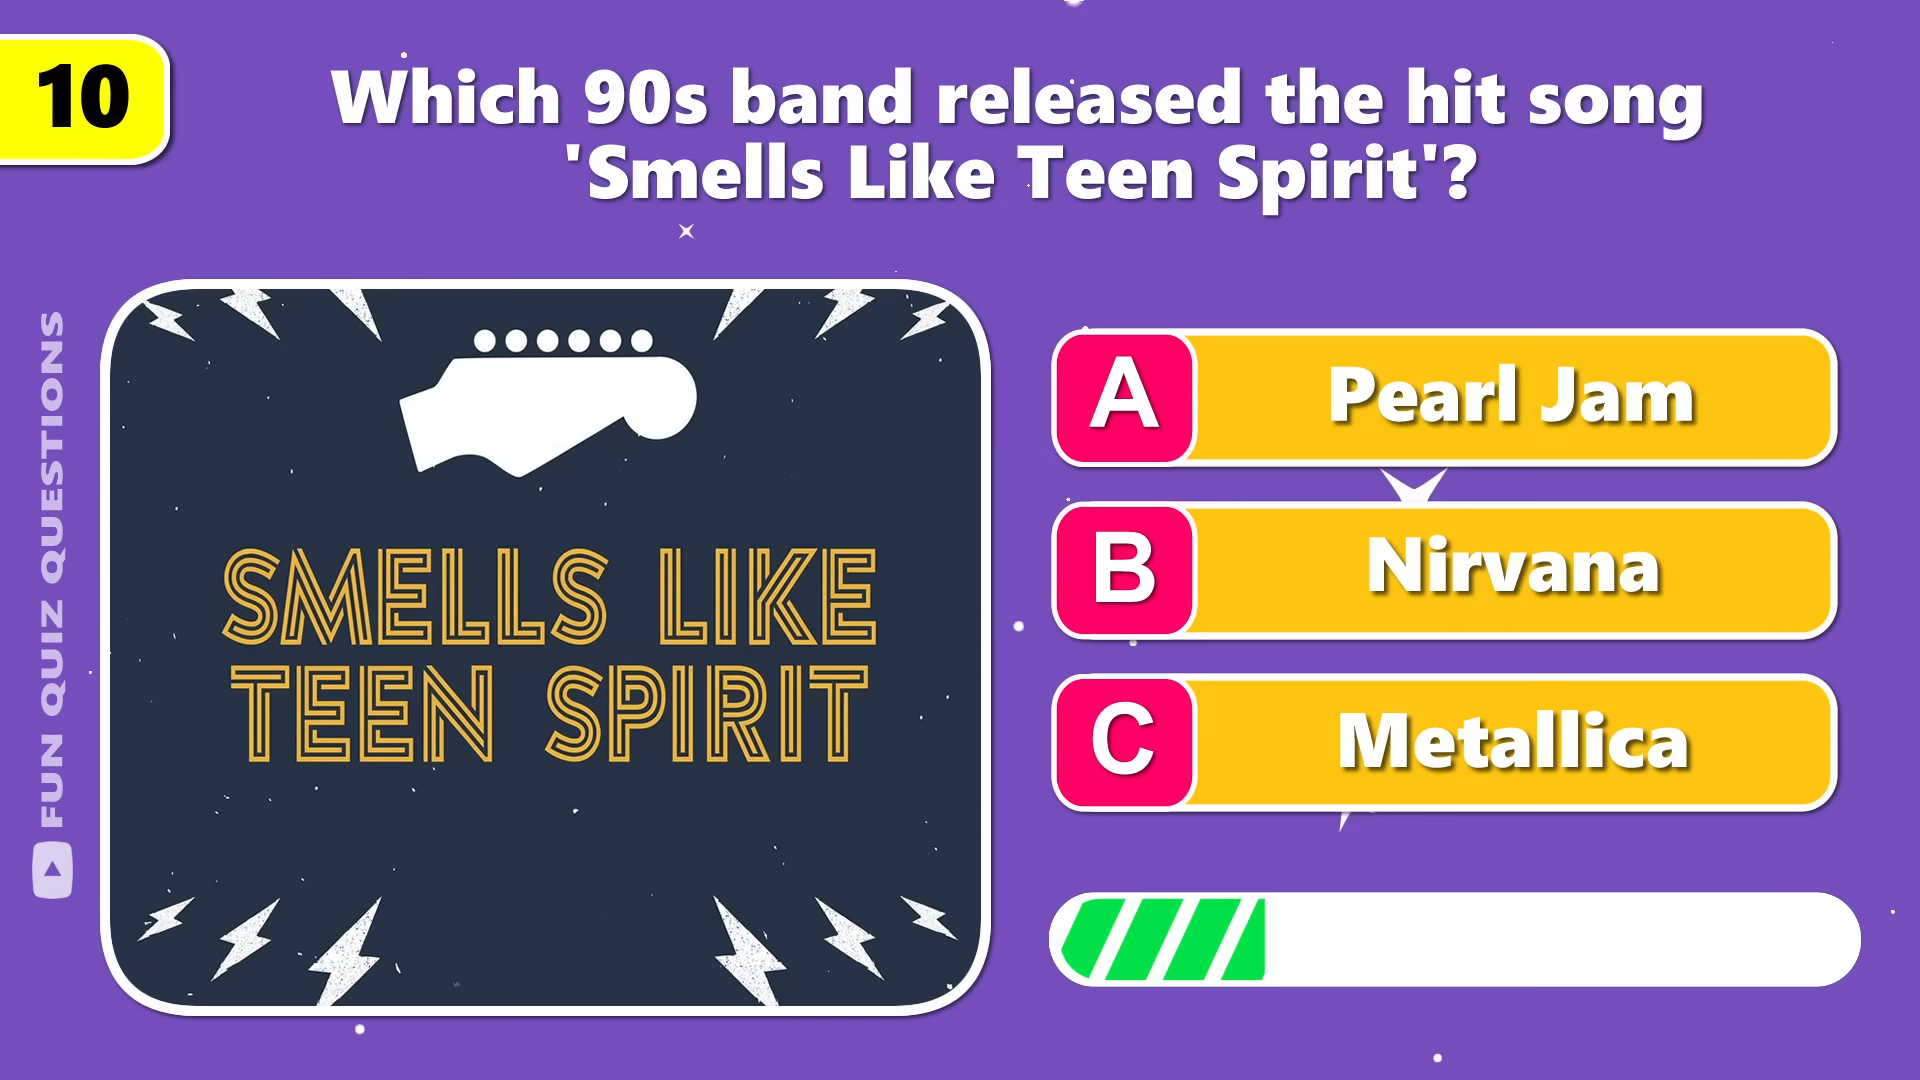 10
Which 90s band released the hit song
'Smells Like Teen Spirit'?
FUN QUIZ QUESTIONS
SMELLS LIKE
TEEN SPIRIT
A Pearl Jam
B Nirvana
C Metallica